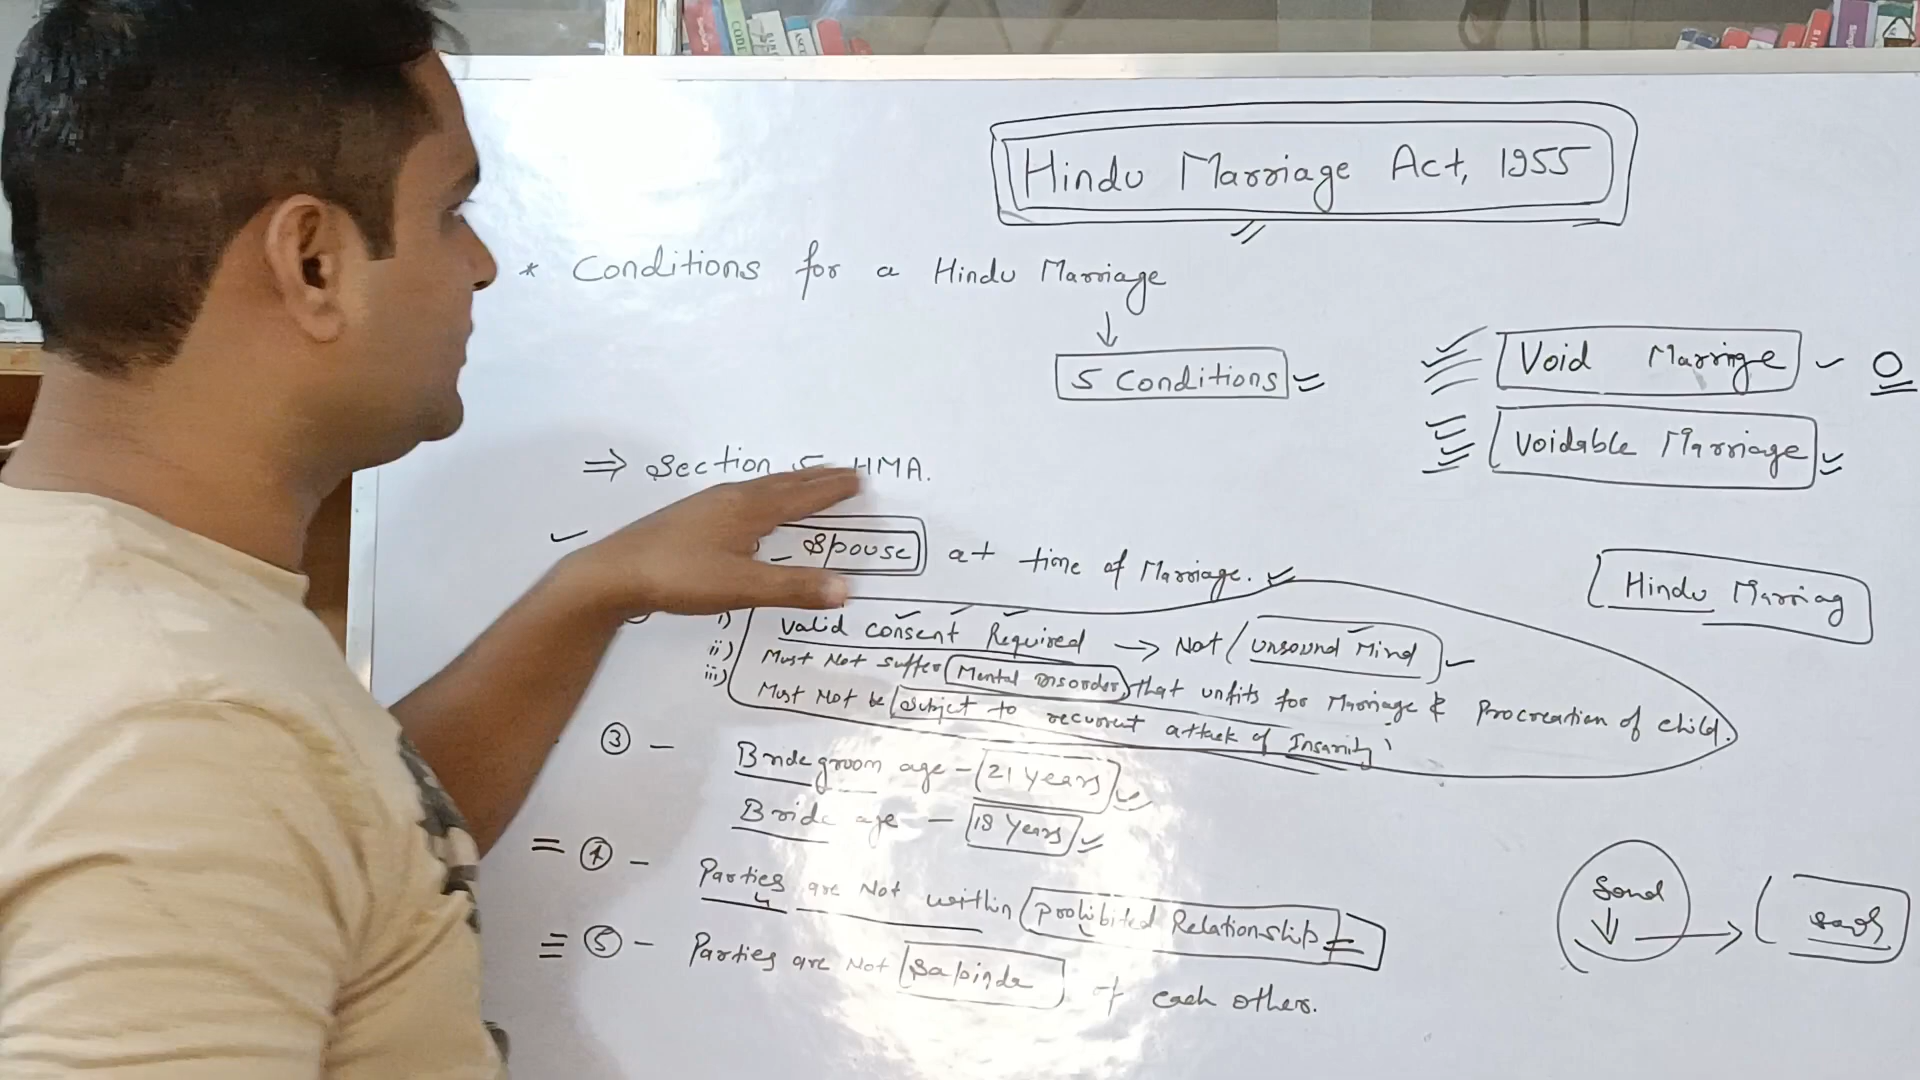 CODE
Hindu Marriage Act, 1955
* Conditions for a Hindu Marriage
↓
5 Conditions
Void Marriage
O
Voidable Marriage
⇒ Section 5 HMA.
Spouse at time of Marriage.
Hindu Marriag
i) Valid consent Required → Not unsound Mind
ii) Must Not suffer Mental Disorder that unfits for Marriage & Procreation of child.
iii) Must Not be subject to recurrent attack of Insanity
③ - Bridegroom age - 21 years
Bride age - 18 years
④ - Parties are Not within Prohibited Relationship
⑤ - Parties are Not Sapinda of each others.